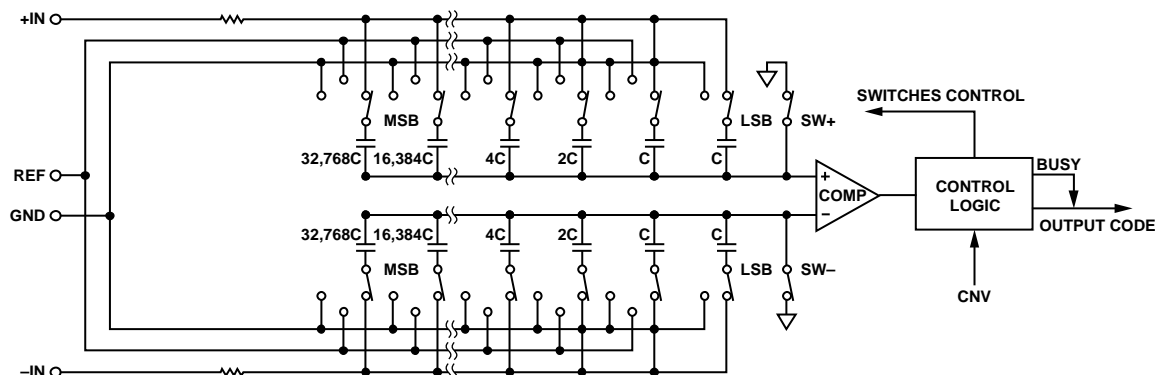 +IN
SWITCHES CONTROL
MSB
LSB
SW+
32,768C 16,384C 4C 2C C C
BUSY
REF
+
COMP
−
CONTROL
LOGIC
GND
OUTPUT CODE
32,768C 16,384C 4C 2C C C
MSB
LSB
SW–
CNV
–IN